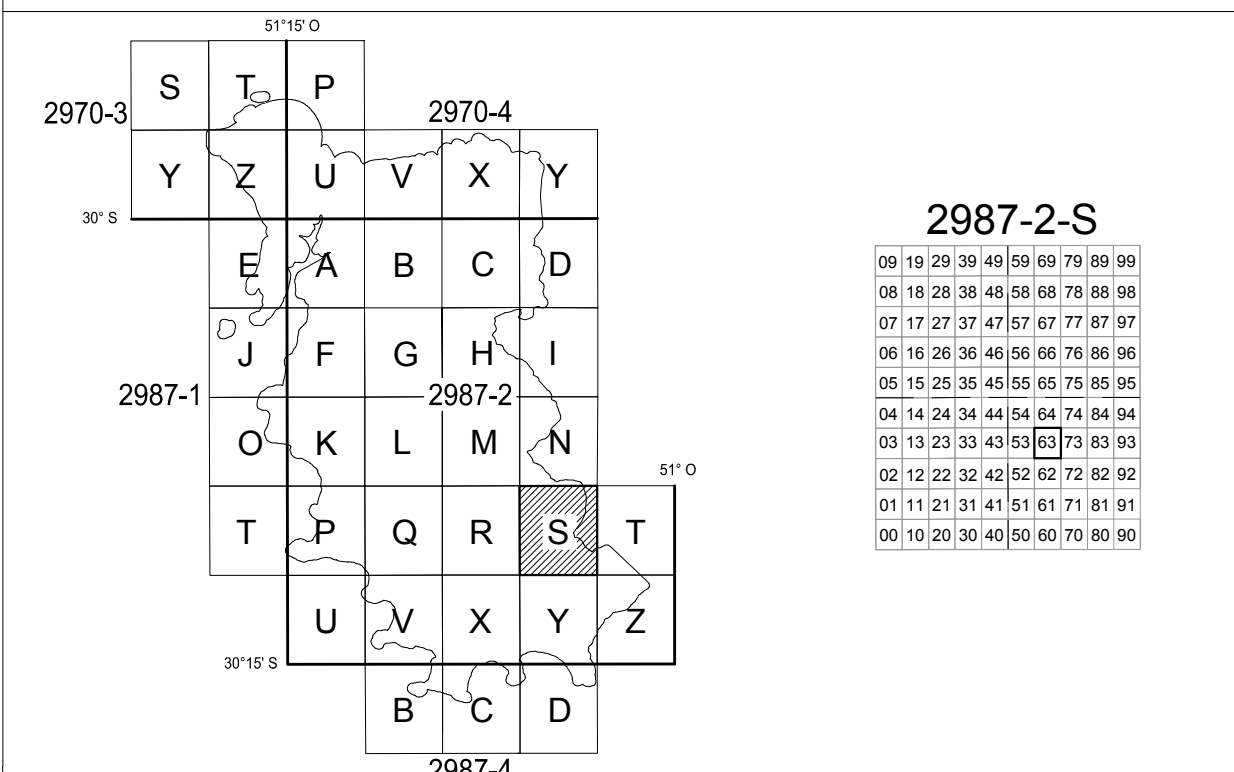 51°15' O
S T P
2970-3 2970-4
Y Z U V X Y
30° S
E A B C D
J F G H I
2987-1 2987-2
O K L M N
51° O
T P Q R S T
U V X Y Z
30°15' S
B C D
2987-4
2987-2-S
09 19 29 39 49 59 69 79 89 99
08 18 28 38 48 58 68 78 88 98
07 17 27 37 47 57 67 77 87 97
06 16 26 36 46 56 66 76 86 96
05 15 25 35 45 55 65 75 85 95
04 14 24 34 44 54 64 74 84 94
03 13 23 33 43 53 63 73 83 93
02 12 22 32 42 52 62 72 82 92
01 11 21 31 41 51 61 71 81 91
00 10 20 30 40 50 60 70 80 90